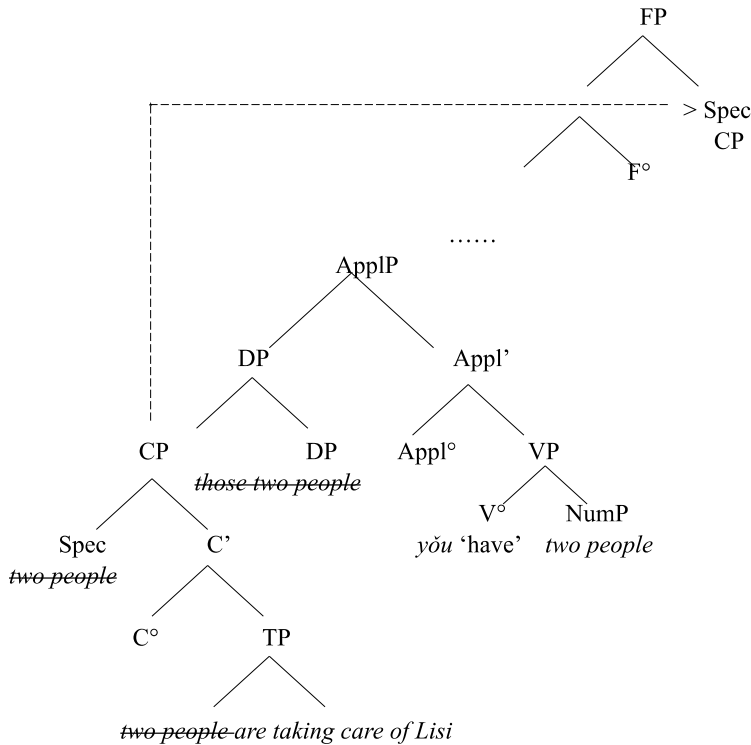 FP
> Spec
CP
F°
……
ApplP
DP Appl’
CP DP Appl° VP
those two people
V° NumP
Spec C’ yǒu ‘have’ two people
two people
C° TP
two people are taking care of Lisi